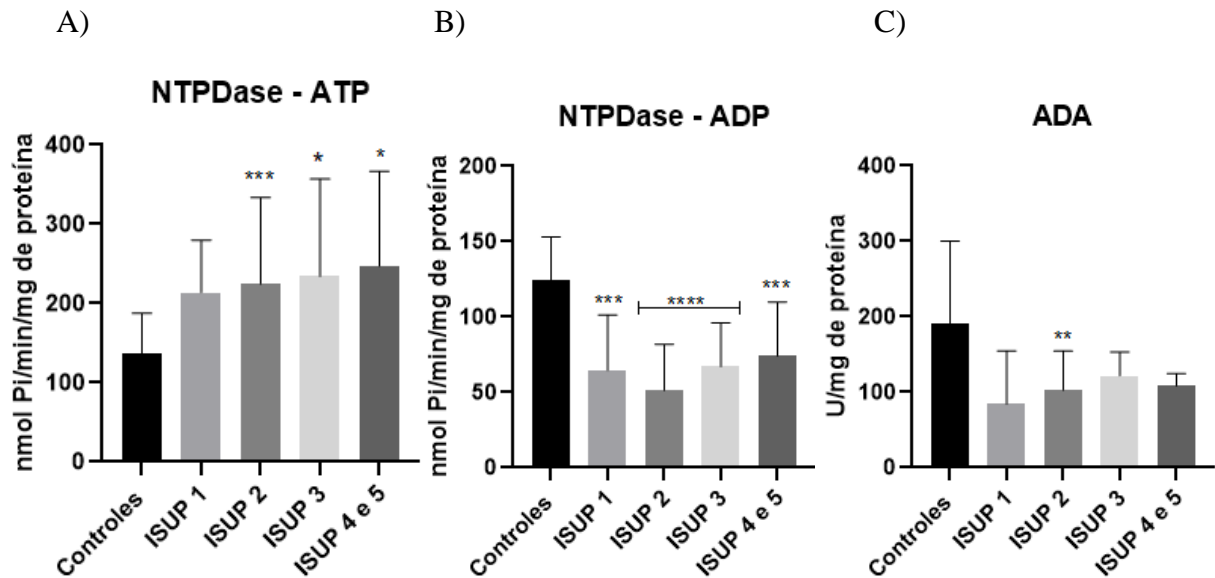 A)
NTPDase - ATP
nmol Pi/min/mg de proteína
400
300
200
100
0
***
*
*
Controles
ISUP 1
ISUP 2
ISUP 3
ISUP 4 e 5
B)
NTPDase - ADP
nmol Pi/min/mg de proteína
200
150
100
50
0
***
****
***
Controles
ISUP 1
ISUP 2
ISUP 3
ISUP 4 e 5
C)
ADA
U/mg de proteína
400
300
200
100
0
**
Controles
ISUP 1
ISUP 2
ISUP 3
ISUP 4 e 5